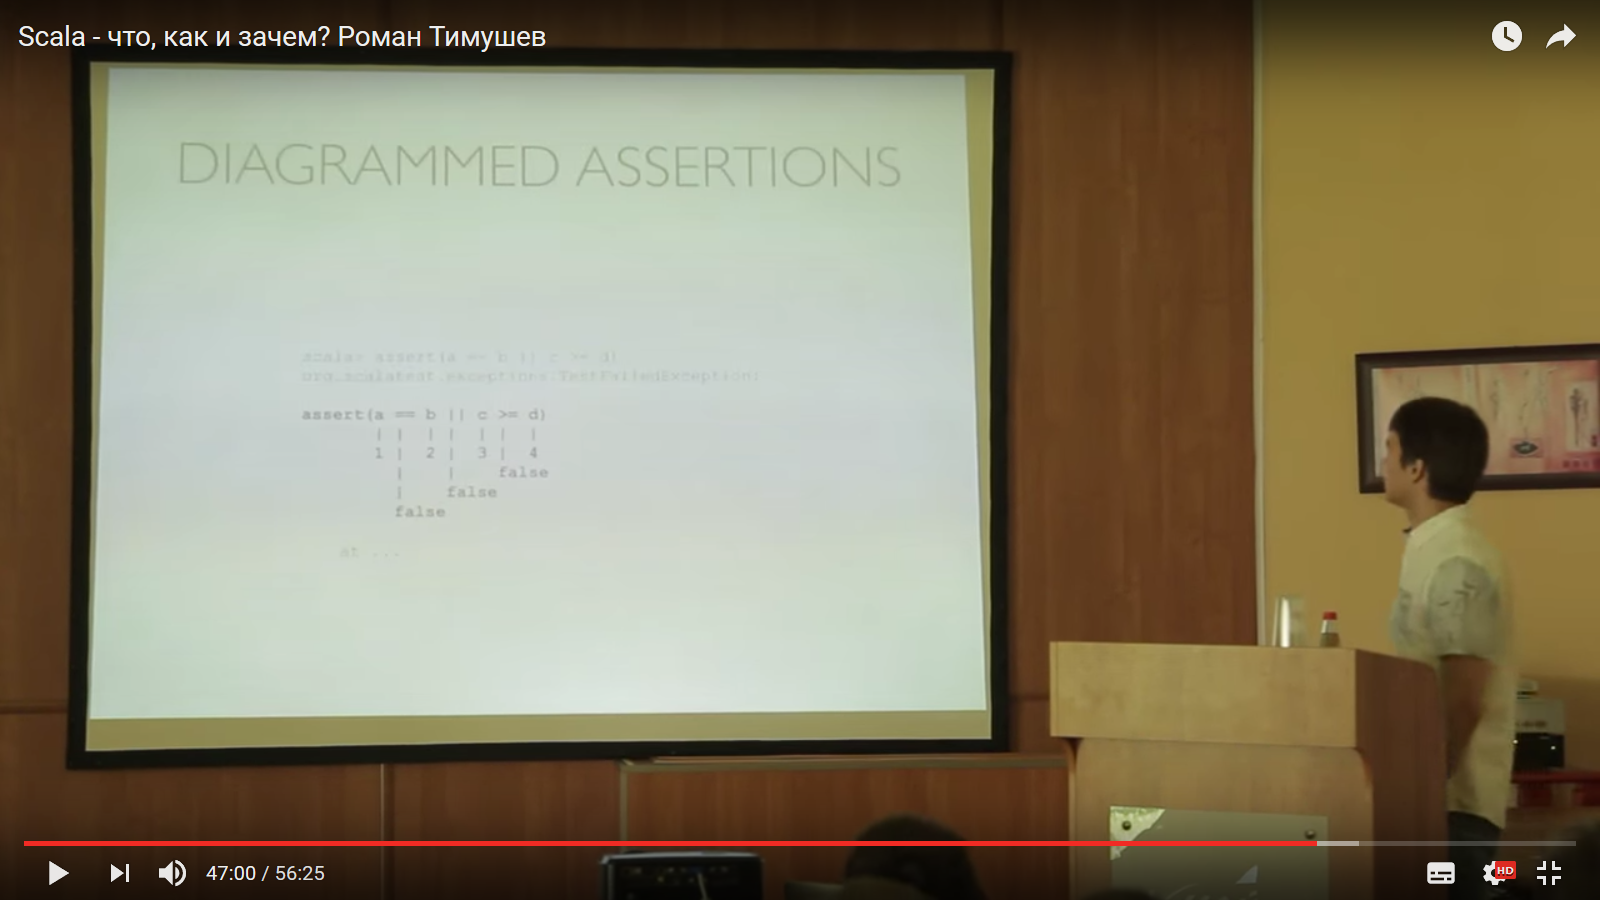 Scala - что, как и зачем? Роман Тимушев
DIAGRAMMED ASSERTIONS
scala> assert(a == b || c >= d)
org.scalatest.exceptions.TestFailedException:
assert(a == b || c >= d)
| | | | | | |
1 | 2 | 3 | 4
| | false
| false
false
at ...
47:00 / 56:25
HD